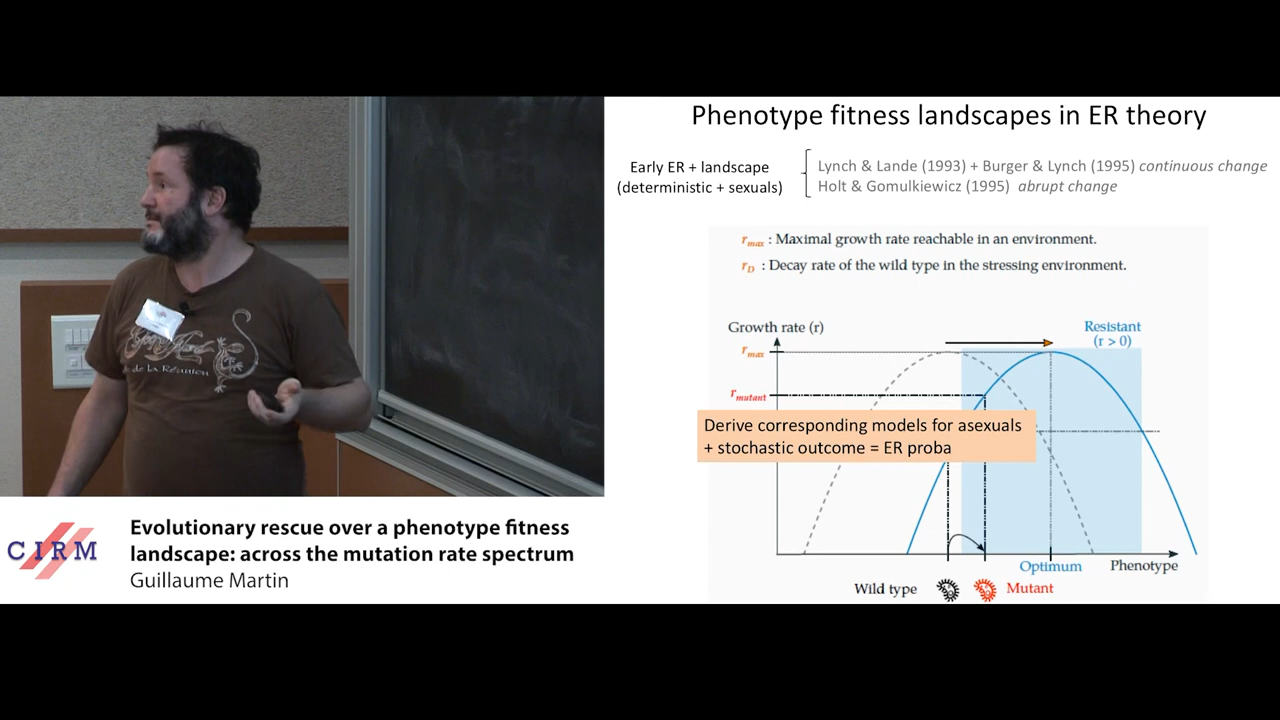 Phenotype fitness landscapes in ER theory
Early ER + landscape
(deterministic + sexuals)
Lynch & Lande (1993) + Burger & Lynch (1995) continuous change
Holt & Gomulkiewicz (1995) abrupt change
rmax : Maximal growth rate reachable in an environment.
rD : Decay rate of the wild type in the stressing environment.
Growth rate (r)
Resistant
(r > 0)
rmax
rmutant
Derive corresponding models for asexuals
+ stochastic outcome = ER proba
Optimum
Phenotype
Wild type
Mutant
de la Réunion
CIRM
Evolutionary rescue over a phenotype fitness
landscape: across the mutation rate spectrum
Guillaume Martin